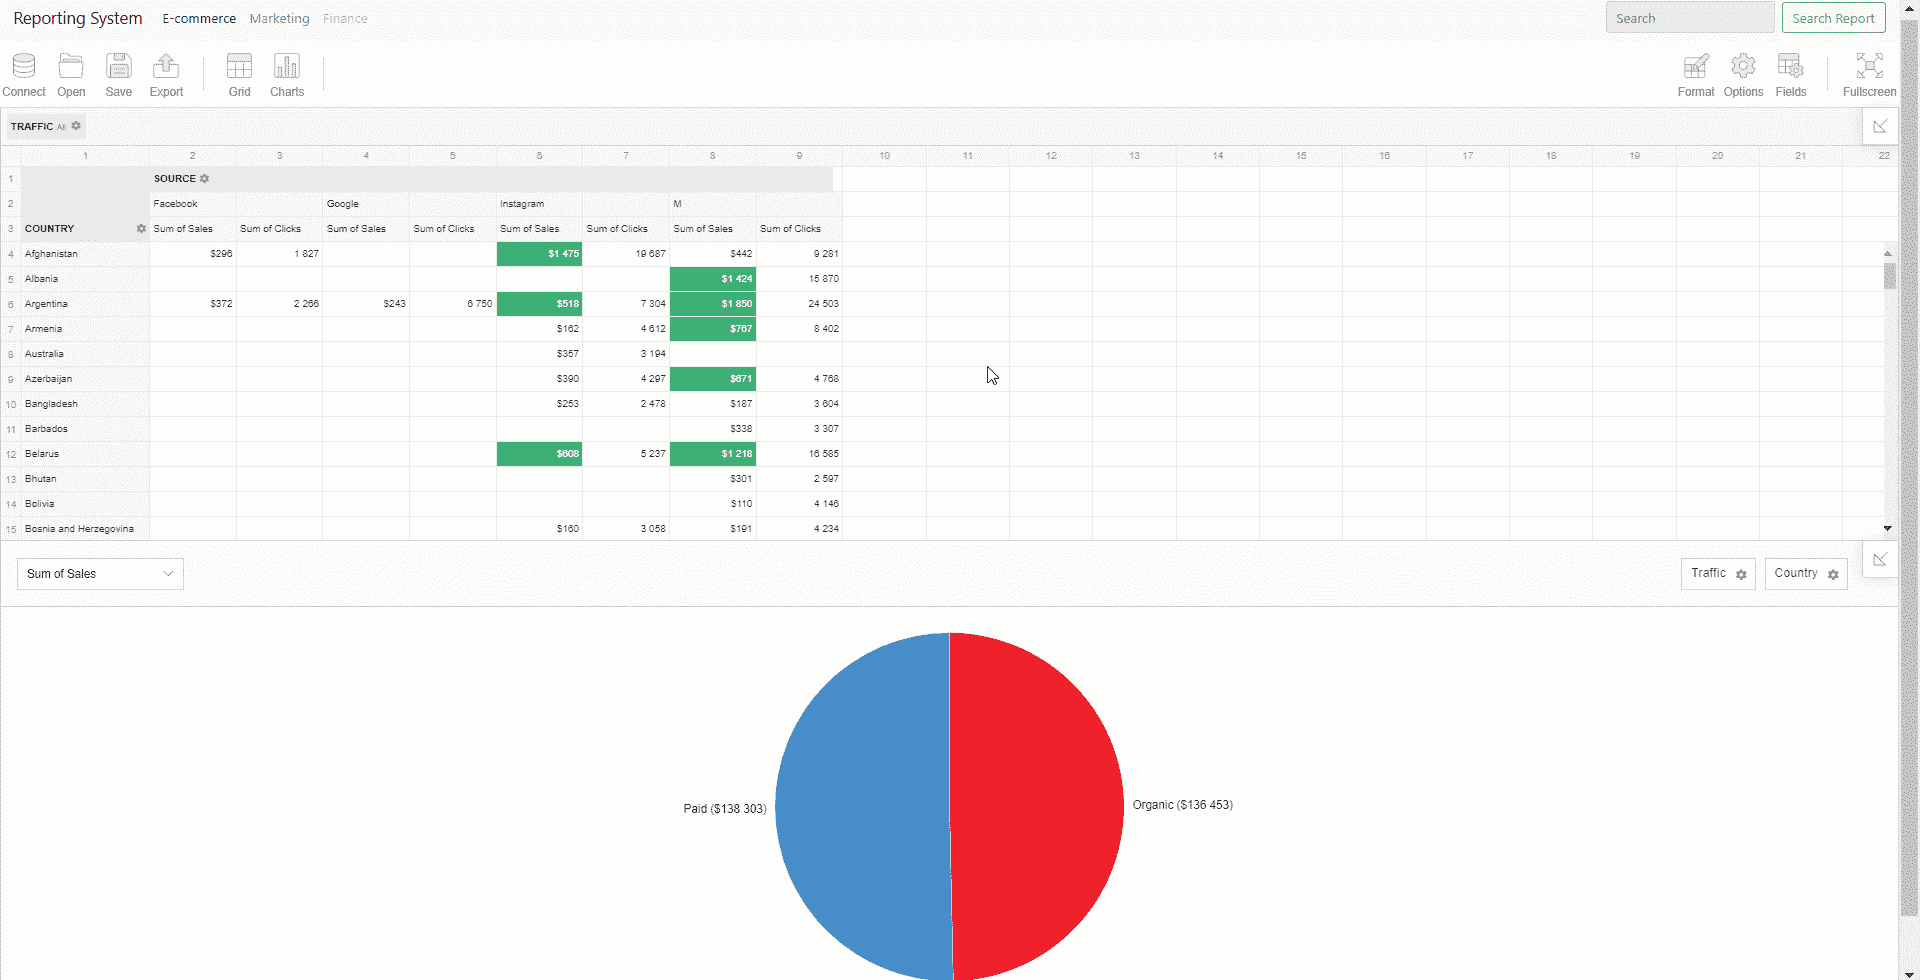 Reporting System E-commerce Marketing Finance Search Search Report
Connect Open Save Export Grid Charts Format Options Fields Fullscreen
TRAFFIC All
1 2 3 4 5 6 7 8 9 10 11 12 13 14 15 16 17 18 19 20 21 22
1 SOURCE
2 Facebook Google Instagram M
3 COUNTRY Sum of Sales Sum of Clicks Sum of Sales Sum of Clicks Sum of Sales Sum of Clicks Sum of Sales Sum of Clicks
4 Afghanistan $296 1 827 $1 475 19 687 $442 9 281
5 Albania $1 424 15 870
6 Argentina $372 2 266 $243 6 750 $518 7 304 $1 850 24 503
7 Armenia $162 4 612 $767 8 402
8 Australia $357 3 194
9 Azerbaijan $390 4 297 $671 4 768
10 Bangladesh $253 2 478 $187 3 604
11 Barbados $338 3 307
12 Belarus $608 5 237 $1 218 16 585
13 Bhutan $301 2 597
14 Bolivia $110 4 146
15 Bosnia and Herzegovina $160 3 058 $191 4 234
Sum of Sales Traffic Country
Paid ($138 303) Organic ($136 453)